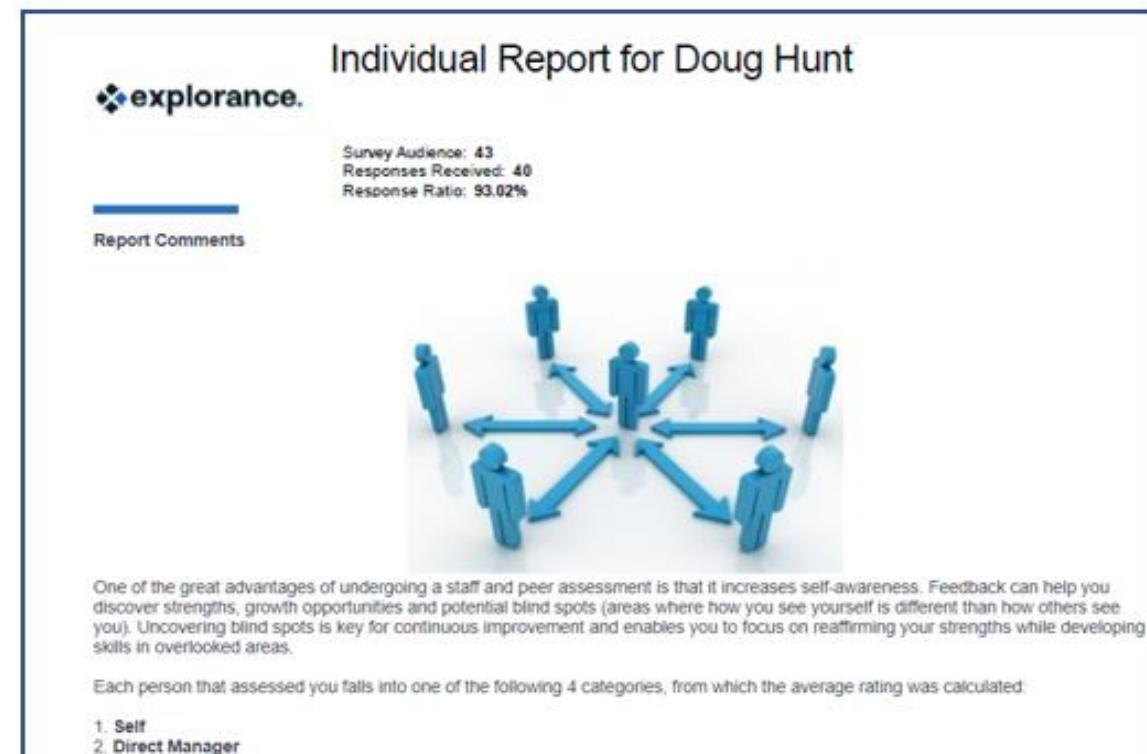 Individual Report for Doug Hunt
explorance.
Survey Audience: 43
Responses Received: 40
Response Ratio: 93.02%
Report Comments
One of the great advantages of undergoing a staff and peer assessment is that it increases self-awareness. Feedback can help you
discover strengths, growth opportunities and potential blind spots (areas where how you see yourself is different than how others see
you). Uncovering blind spots is key for continuous improvement and enables you to focus on reaffirming your strengths while developing
skills in overlooked areas.
Each person that assessed you falls into one of the following 4 categories, from which the average rating was calculated:
1. Self
2. Direct Manager